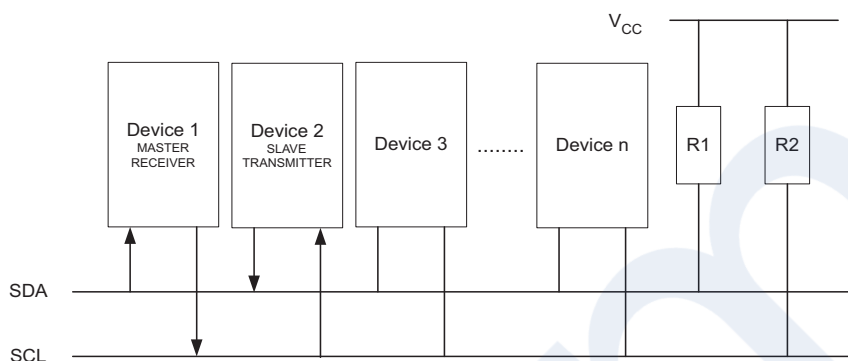 V_CC
Device 1
MASTER
RECEIVER
Device 2
SLAVE
TRANSMITTER
Device 3
........
Device n
R1
R2
SDA
SCL